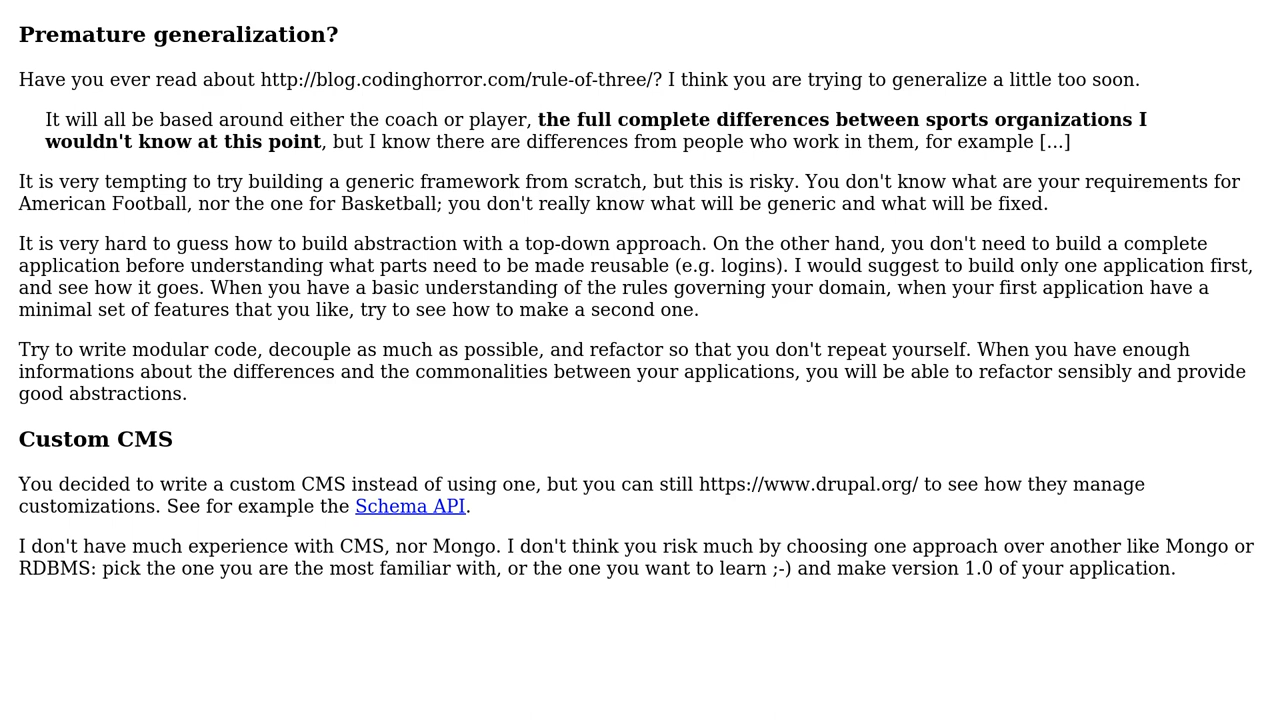 Premature generalization?
Have you ever read about http://blog.codinghorror.com/rule-of-three/? I think you are trying to generalize a little too soon.
It will all be based around either the coach or player, the full complete differences between sports organizations I
wouldn't know at this point, but I know there are differences from people who work in them, for example [...]
It is very tempting to try building a generic framework from scratch, but this is risky. You don't know what are your requirements for
American Football, nor the one for Basketball; you don't really know what will be generic and what will be fixed.
It is very hard to guess how to build abstraction with a top-down approach. On the other hand, you don't need to build a complete
application before understanding what parts need to be made reusable (e.g. logins). I would suggest to build only one application first,
and see how it goes. When you have a basic understanding of the rules governing your domain, when your first application have a
minimal set of features that you like, try to see how to make a second one.
Try to write modular code, decouple as much as possible, and refactor so that you don't repeat yourself. When you have enough
informations about the differences and the commonalities between your applications, you will be able to refactor sensibly and provide
good abstractions.
Custom CMS
You decided to write a custom CMS instead of using one, but you can still https://www.drupal.org/ to see how they manage
customizations. See for example the Schema API.
I don't have much experience with CMS, nor Mongo. I don't think you risk much by choosing one approach over another like Mongo or
RDBMS: pick the one you are the most familiar with, or the one you want to learn ;-) and make version 1.0 of your application.